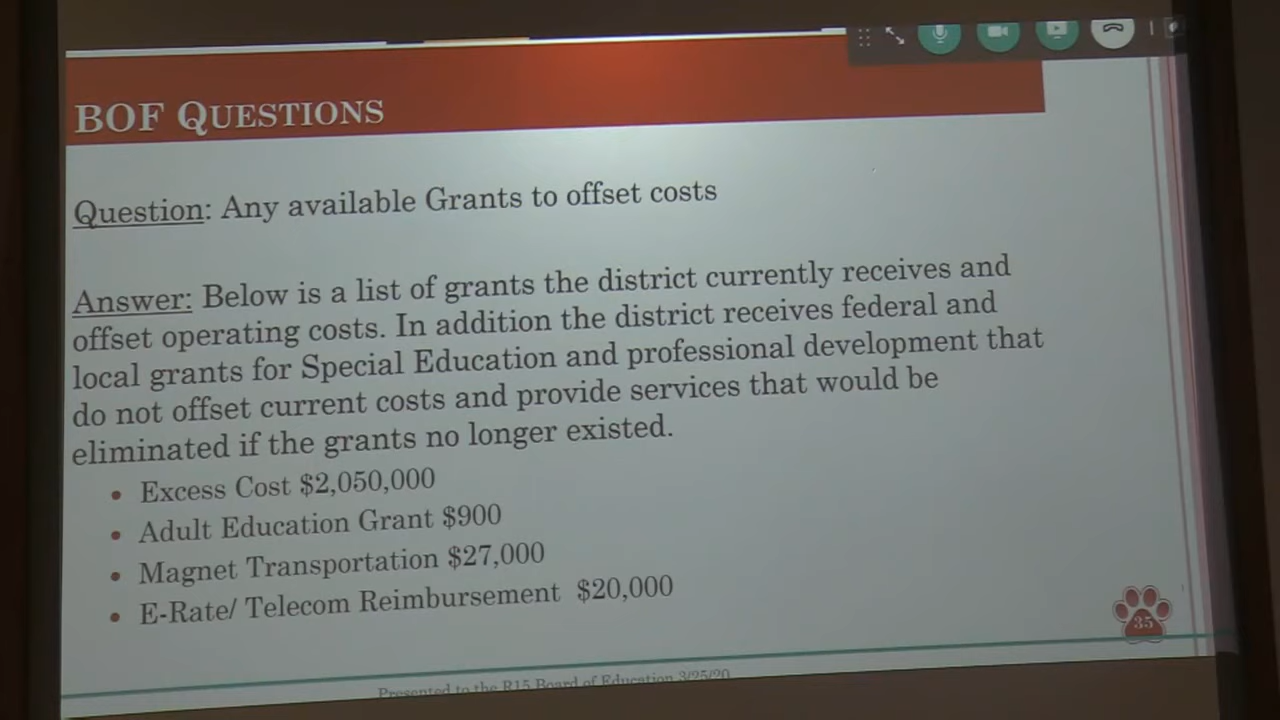 BOF QUESTIONS
Question: Any available Grants to offset costs
Answer: Below is a list of grants the district currently receives and
offset operating costs. In addition the district receives federal and
local grants for Special Education and professional development that
do not offset current costs and provide services that would be
eliminated if the grants no longer existed.
• Excess Cost $2,050,000
• Adult Education Grant $900
• Magnet Transportation $27,000
• E-Rate/ Telecom Reimbursement $20,000
35
Presented to the R15 Board of Education 3/25/20